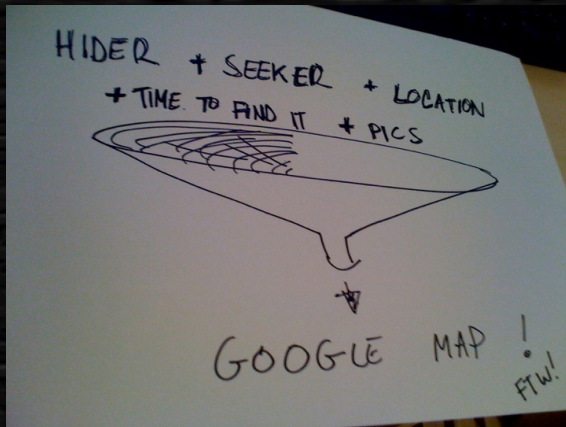 HIDER + SEEKER + LOCATION
+ TIME TO FIND IT + PICS
GOOGLE MAP !
FTW!